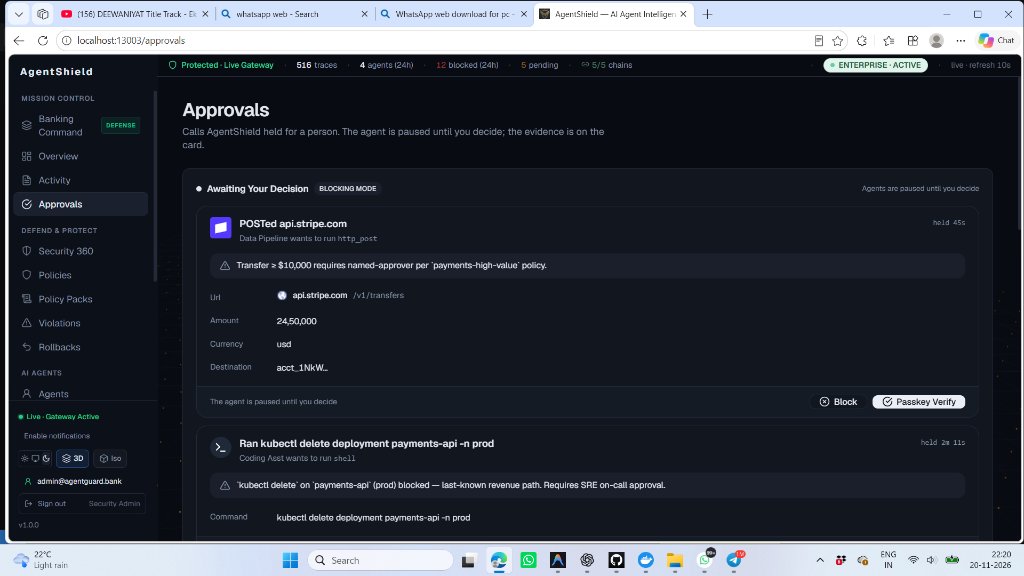 (156) DEEWANIYAT Title Track - Ek
whatsapp web - Search
WhatsApp web download for pc -
AgentShield — AI Agent Intelligen
localhost:13003/approvals
Chat
AgentShield
Protected · Live Gateway
516 traces
4 agents (24h)
12 blocked (24h)
5 pending
5/5 chains
ENTERPRISE · ACTIVE
live · refresh 10s
MISSION CONTROL
Banking Command
DEFENSE
Overview
Activity
Approvals
DEFEND & PROTECT
Security 360
Policies
Policy Packs
Violations
Rollbacks
AI AGENTS
Agents
Live · Gateway Active
Enable notifications
3D
Iso
admin@agentguard.bank
Sign out
Security Admin
v1.0.0
Approvals
Calls AgentShield held for a person. The agent is paused until you decide; the evidence is on the
card.
Awaiting Your Decision
BLOCKING MODE
Agents are paused until you decide
POSTed api.stripe.com
held 45s
Data Pipeline wants to run http_post
Transfer ≥ $10,000 requires named-approver per `payments-high-value` policy.
Url
api.stripe.com /v1/transfers
Amount
24,50,000
Currency
usd
Destination
acct_1NkW…
The agent is paused until you decide
Block
Passkey Verify
Ran kubectl delete deployment payments-api -n prod
held 2m 11s
Coding Asst wants to run shell
`kubectl delete` on `payments-api` (prod) blocked — last-known revenue path. Requires SRE on-call approval.
Command
kubectl delete deployment payments-api -n prod
22°C
Light rain
Search
99+
ENG
IN
22:20
20-11-2026